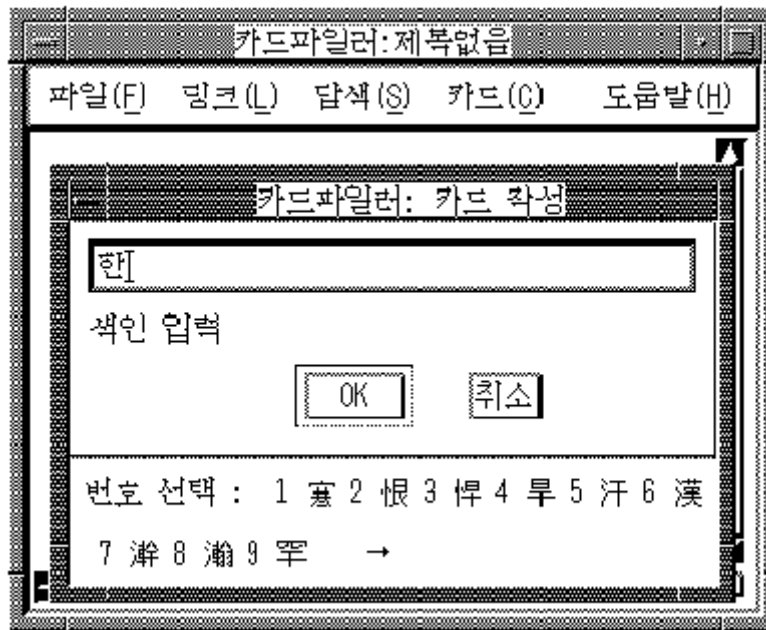 카드파일러:제목없음
파일(F) 링크(L) 탐색(S) 카드(C) 도움말(H)
카드파일러: 카드 작성
한
색인 입력
OK 취소
번호 선택 : 1 寒 2 恨 3 悍 4 旱 5 汗 6 漢
7 澣 8 瀚 9 罕 →